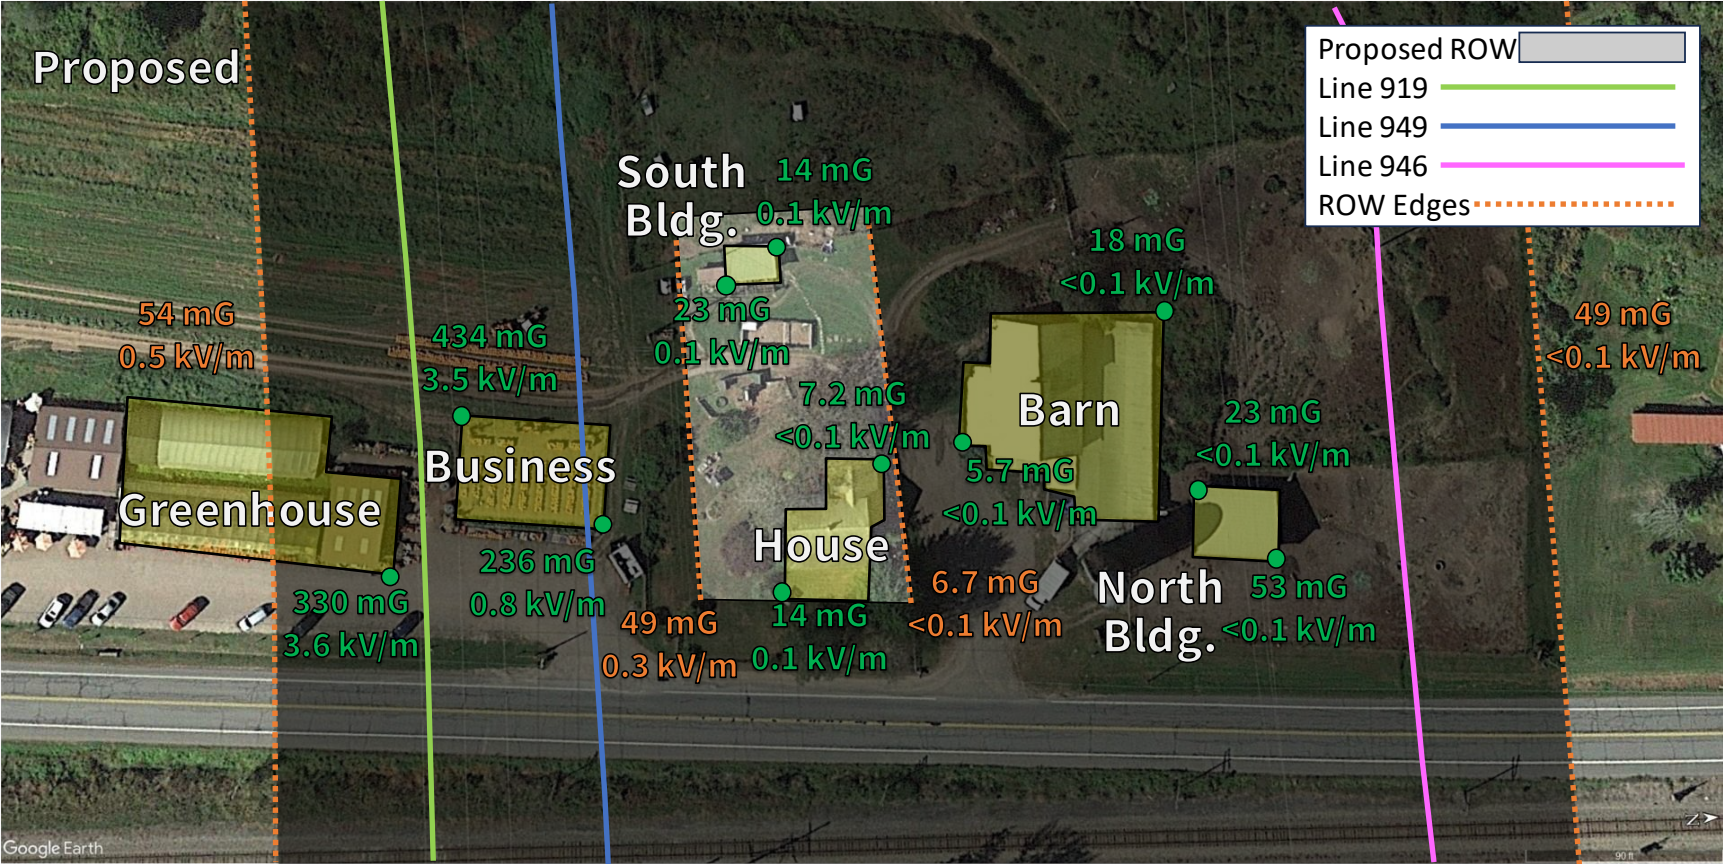 Proposed
Proposed ROW
Line 919
Line 949
Line 946
ROW Edges
South
Bldg.
14 mG
0.1 kV/m
23 mG
0.1 kV/m
18 mG
<0.1 kV/m
54 mG
0.5 kV/m
434 mG
3.5 kV/m
49 mG
<0.1 kV/m
7.2 mG
<0.1 kV/m
Barn
23 mG
<0.1 kV/m
Business
5.7 mG
<0.1 kV/m
Greenhouse
House
236 mG
0.8 kV/m
330 mG
3.6 kV/m
49 mG
0.3 kV/m
14 mG
0.1 kV/m
6.7 mG
<0.1 kV/m
North
Bldg.
53 mG
<0.1 kV/m
Google Earth
N
90 ft